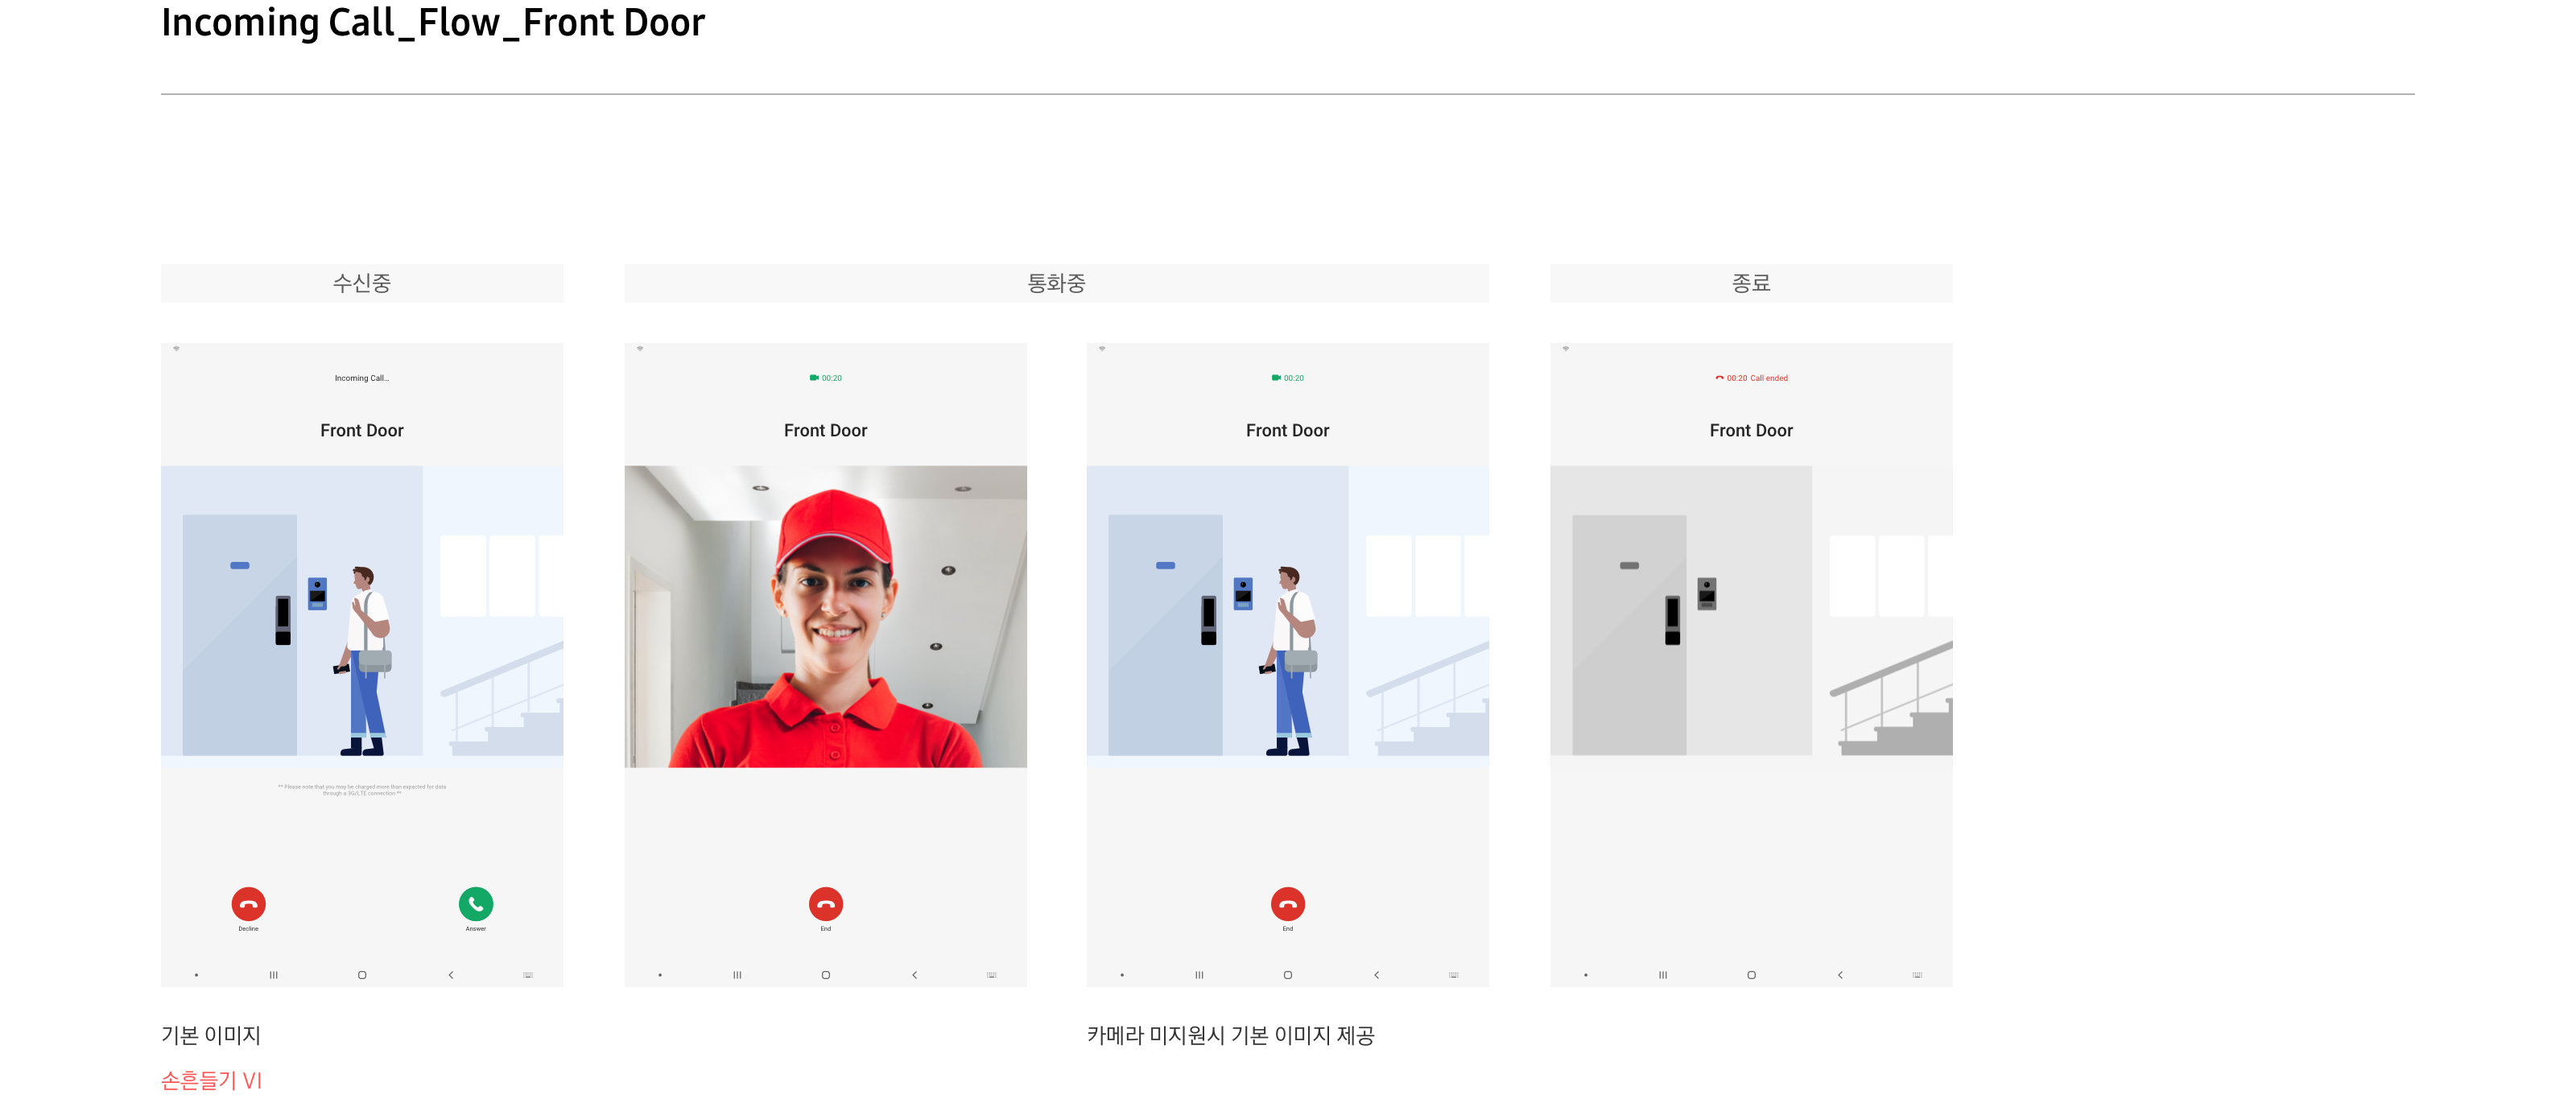 Incoming Call_Flow_Front Door
수신중
통화중
종료
Incoming Call...
Front Door
** Please note that you may be charged more than expected for data
through a 3G/LTE connection **
Decline
Answer
00:20
Front Door
End
00:20
Front Door
End
00:20 Call ended
Front Door
기본 이미지
손흔들기 VI
카메라 미지원시 기본 이미지 제공